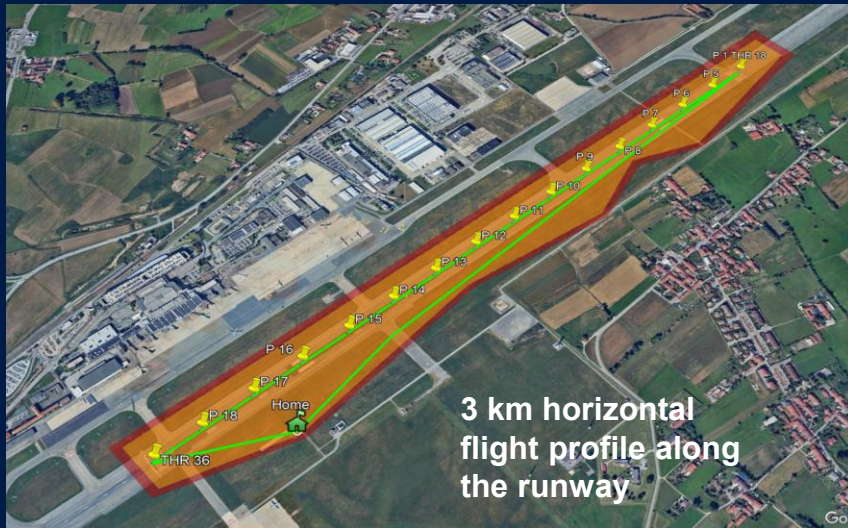 P 1 THR 18
P 5
P 6
P 7
P 8
P 9
P 10
P 11
P 12
P 13
P 14
P 15
P 16
P 17
P 18
Home
THR 36
3 km horizontal
flight profile along
the runway
Go